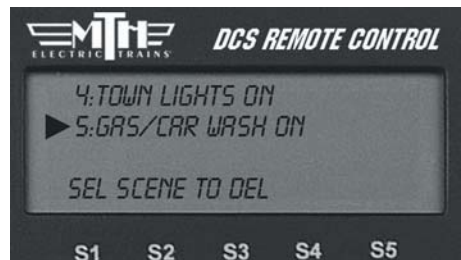 MTH
ELECTRIC TRAINS
DCS REMOTE CONTROL
4:TOWN LIGHTS ON
5:GAS/CAR WASH ON
SEL SCENE TO DEL
S1 S2 S3 S4 S5